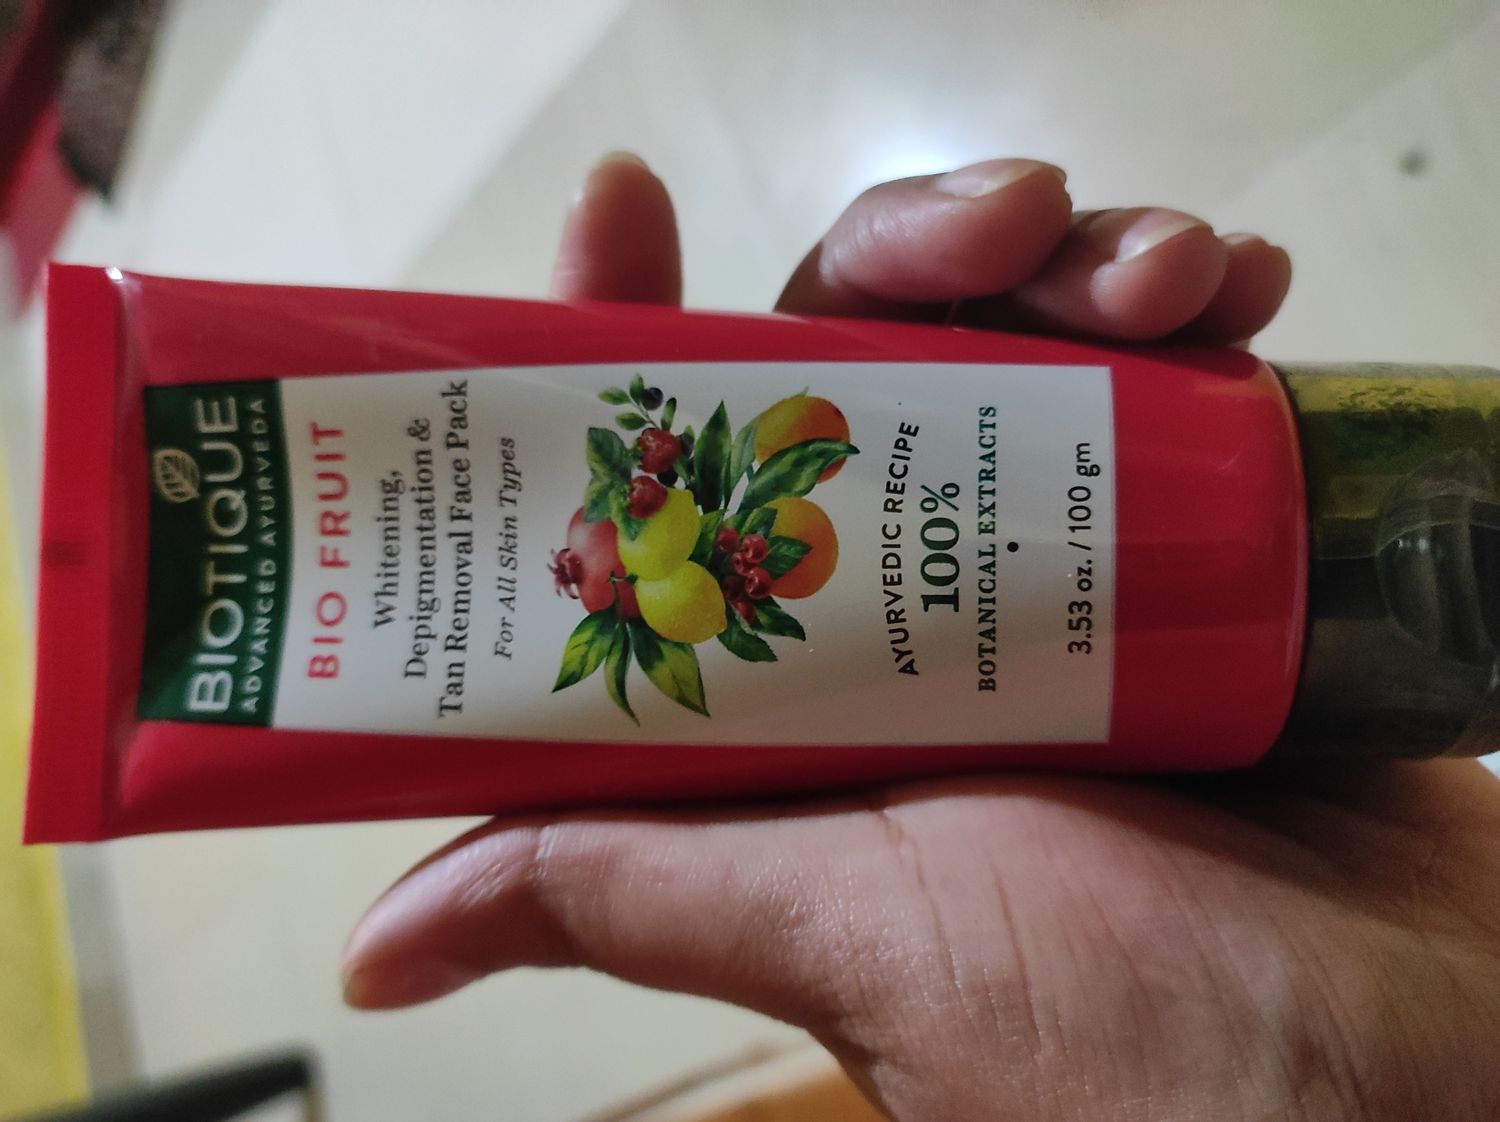 BIOTIQUE
ADVANCED AYURVEDA
BIO FRUIT
Whitening,
Depigmentation &
Tan Removal Face Pack
For All Skin Types
AYURVEDIC RECIPE
100%
BOTANICAL EXTRACTS
3.53 oz. / 100 gm